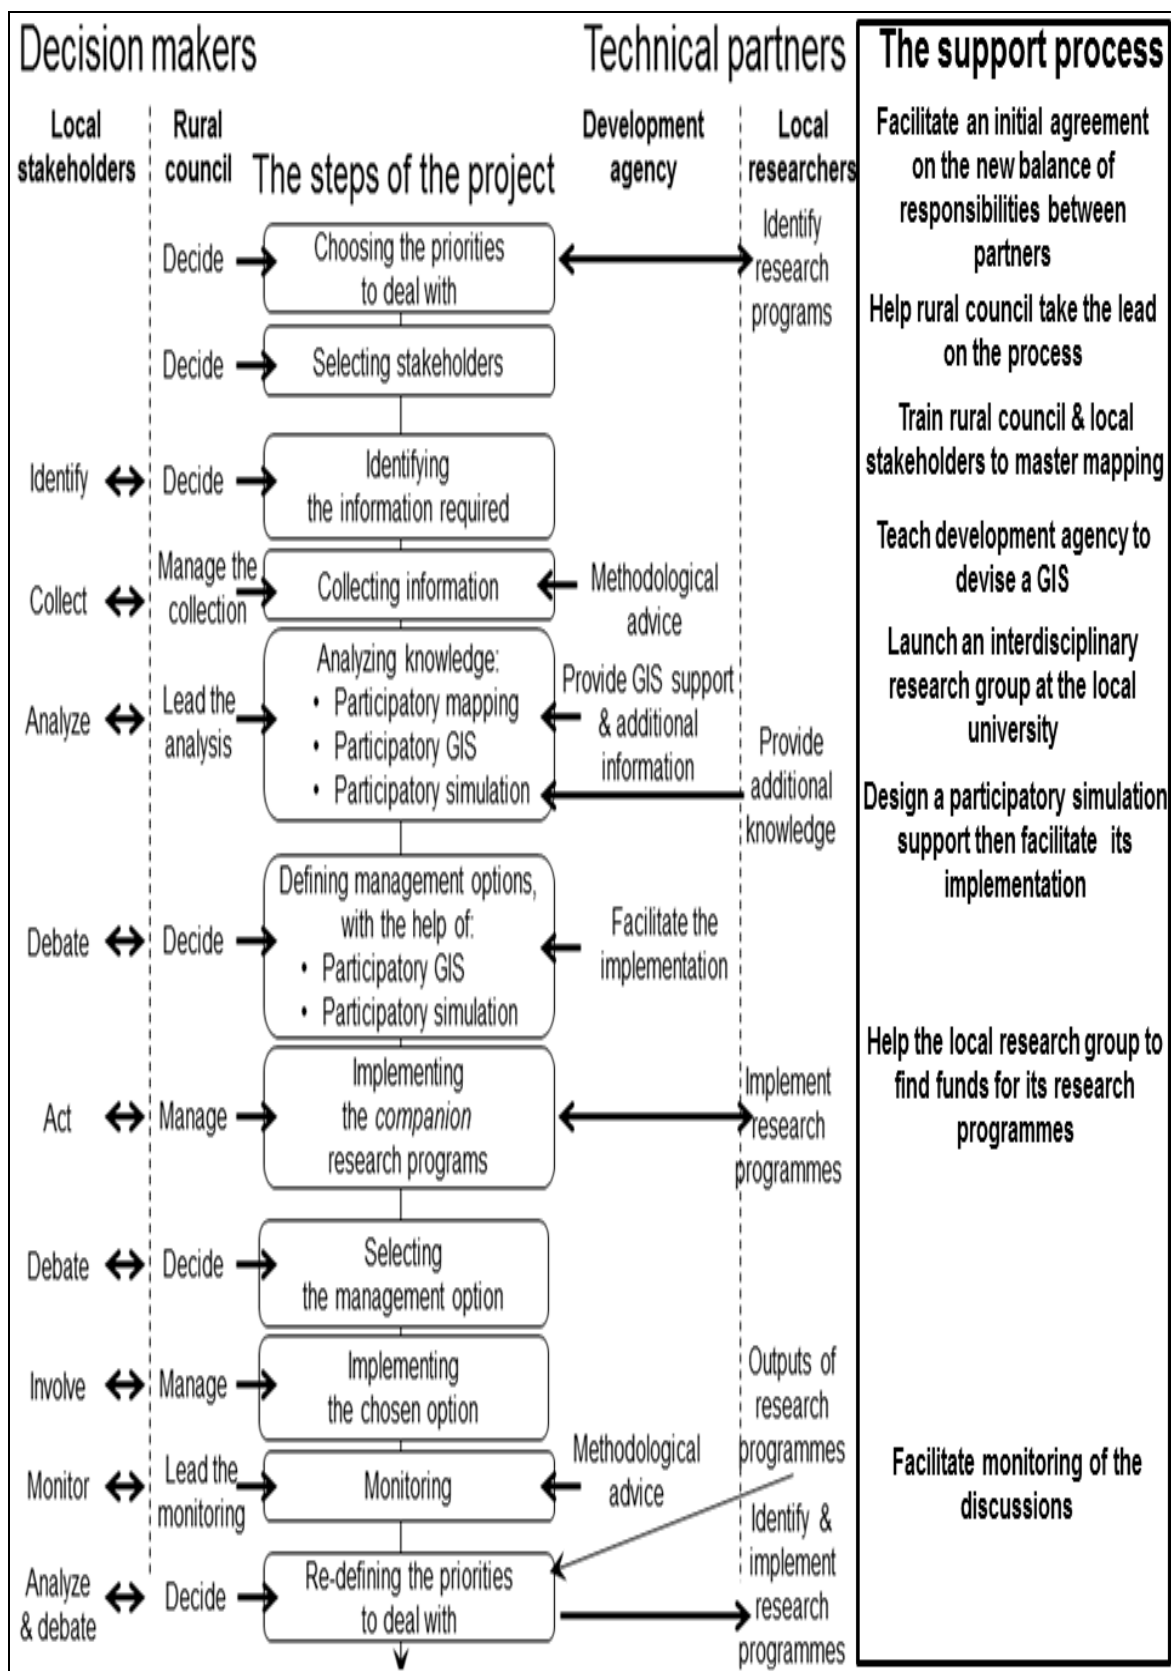 Decision makers
Technical partners
The support process
Local
stakeholders
Rural
council
The steps of the project
Development
agency
Local
researchers
Decide
Choosing the priorities
to deal with
Identify
research
programs
Decide
Selecting stakeholders
Identify
Decide
Identifying
the information required
Collect
Manage the
collection
Collecting information
Methodological
advice
Analyze
Lead the
analysis
Analyzing knowledge:
• Participatory mapping
• Participatory GIS
• Participatory simulation
Provide GIS support
& additional
information
Provide
additional
knowledge
Debate
Decide
Defining management options,
with the help of:
• Participatory GIS
• Participatory simulation
Facilitate the
implementation
Act
Manage
Implementing
the companion
research programs
Implement
research
programmes
Debate
Decide
Selecting
the management option
Involve
Manage
Implementing
the chosen option
Outputs of
research
programmes
Monitor
Lead the
monitoring
Monitoring
Methodological
advice
Analyze
& debate
Decide
Re-defining the priorities
to deal with
Identify &
implement
research
programmes
Facilitate an initial agreement
on the new balance of
responsibilities between
partners
Help rural council take the lead
on the process
Train rural council & local
stakeholders to master mapping
Teach development agency to
devise a GIS
Launch an interdisciplinary
research group at the local
university
Design a participatory simulation
support then facilitate its
implementation
Help the local research group to
find funds for its research
programmes
Facilitate monitoring of the
discussions